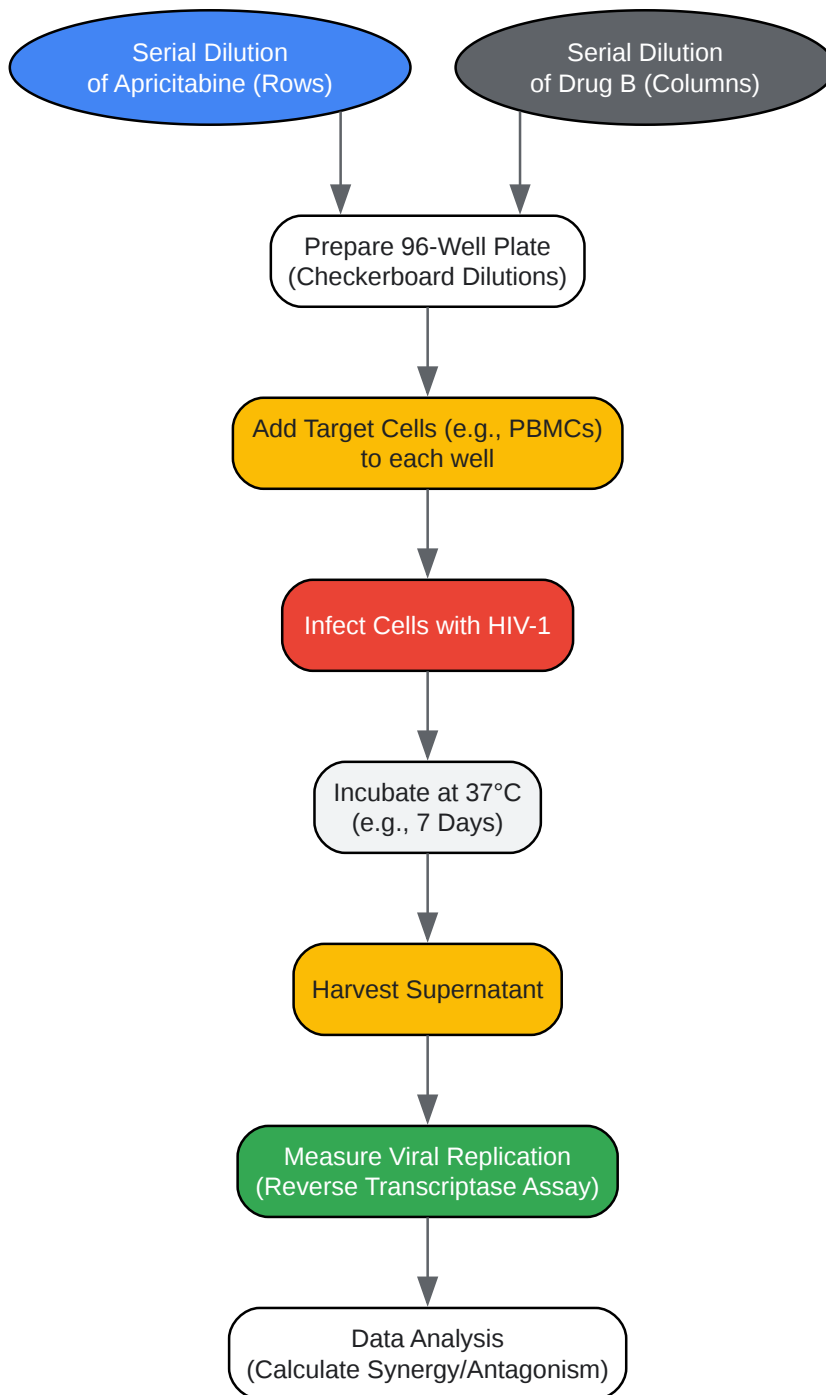 Serial Dilution
of Apricitabine (Rows)
Serial Dilution
of Drug B (Columns)
Prepare 96-Well Plate
(Checkerboard Dilutions)
Add Target Cells (e.g., PBMCs)
to each well
Infect Cells with HIV-1
Incubate at 37°C
(e.g., 7 Days)
Harvest Supernatant
Measure Viral Replication
(Reverse Transcriptase Assay)
Data Analysis
(Calculate Synergy/Antagonism)